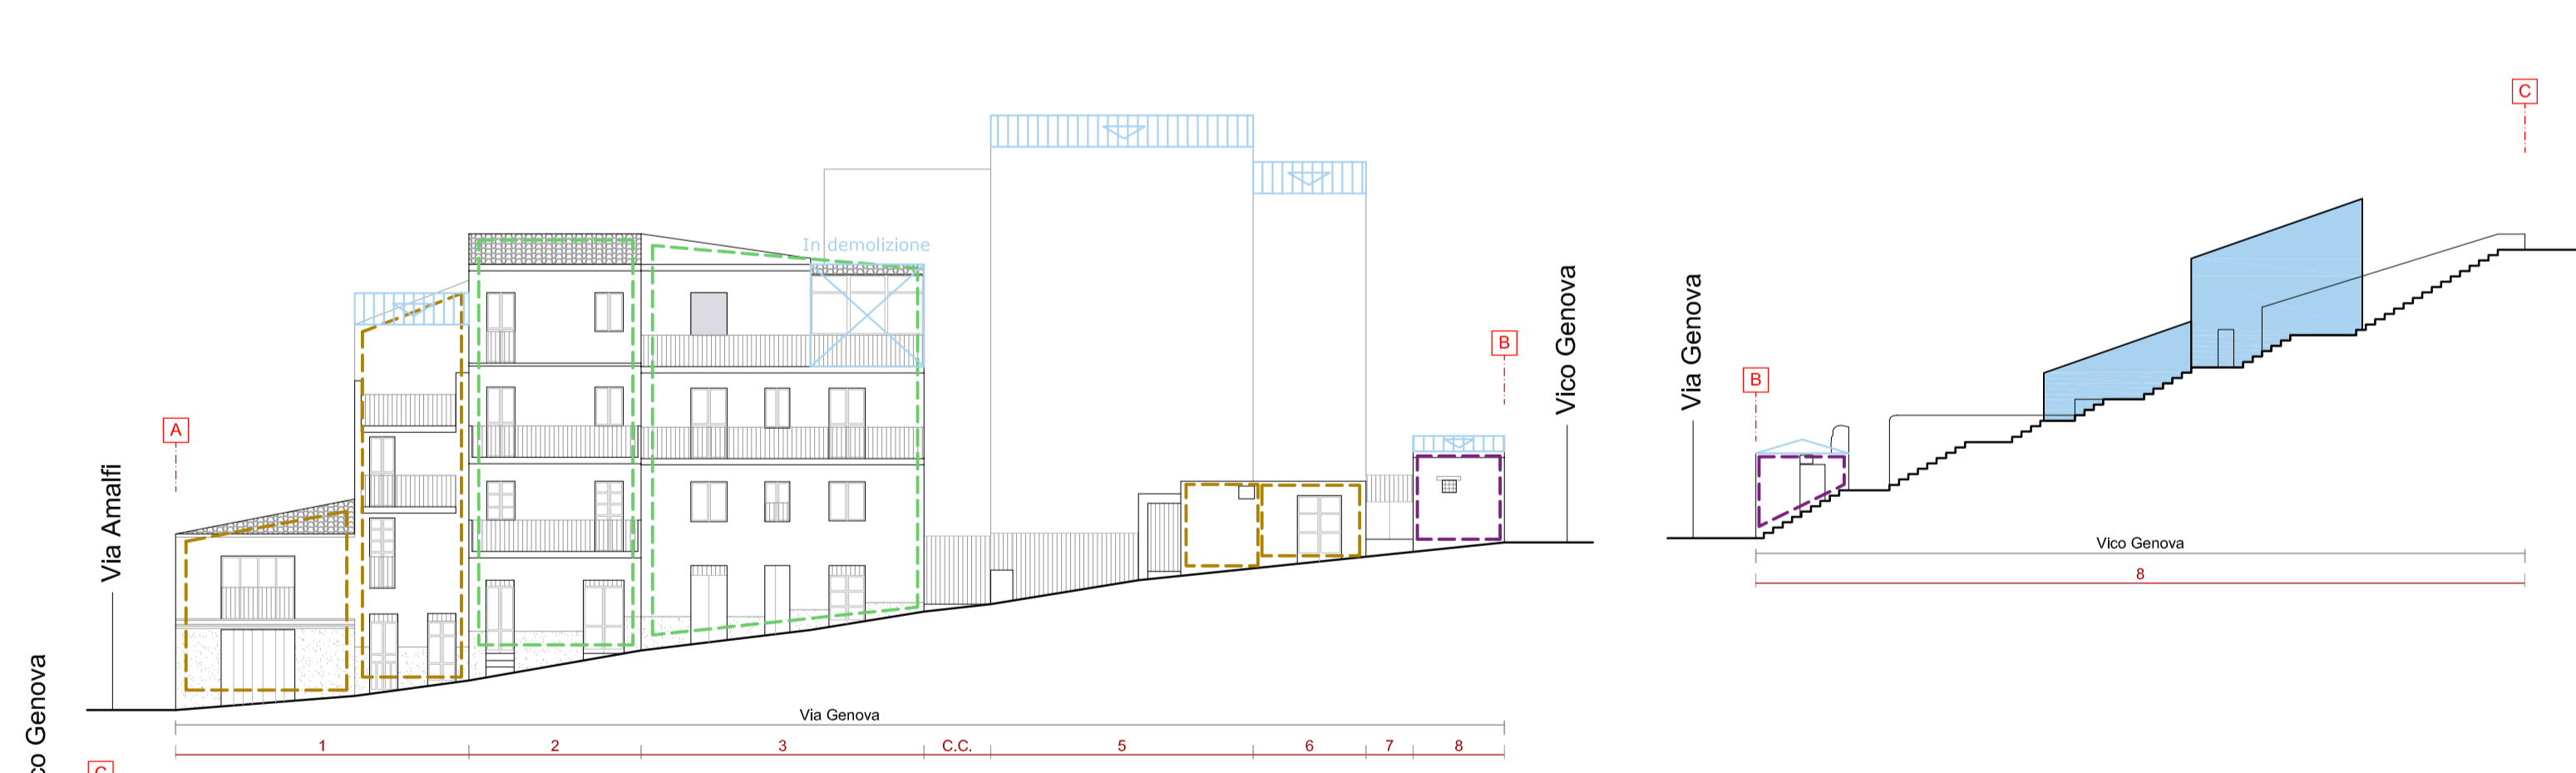 C
In demolizione
Vico Genova
Via Genova
B
B
A
Via Amalfi
Vico Genova
8
co Genova
Via Genova
1 2 3 C.C. 5 6 7 8
C